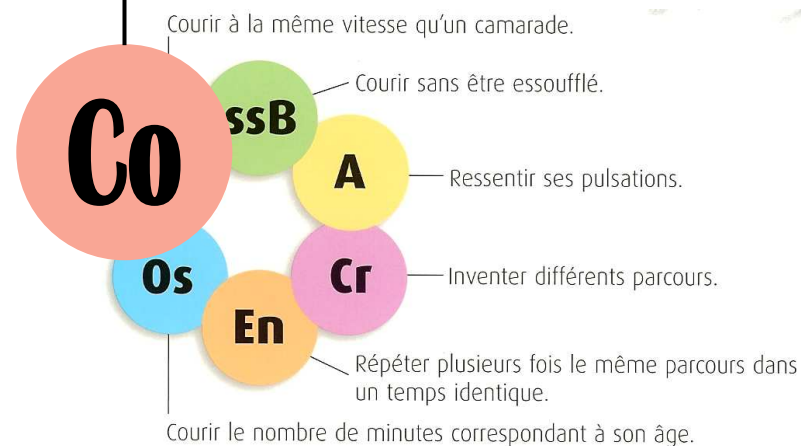 Courir à la même vitesse qu'un camarade.
Co
ssB
Courir sans être essoufflé.
A
Ressentir ses pulsations.
Os
Cr
Inventer différents parcours.
En
Répéter plusieurs fois le même parcours dans
un temps identique.
Courir le nombre de minutes correspondant à son âge.